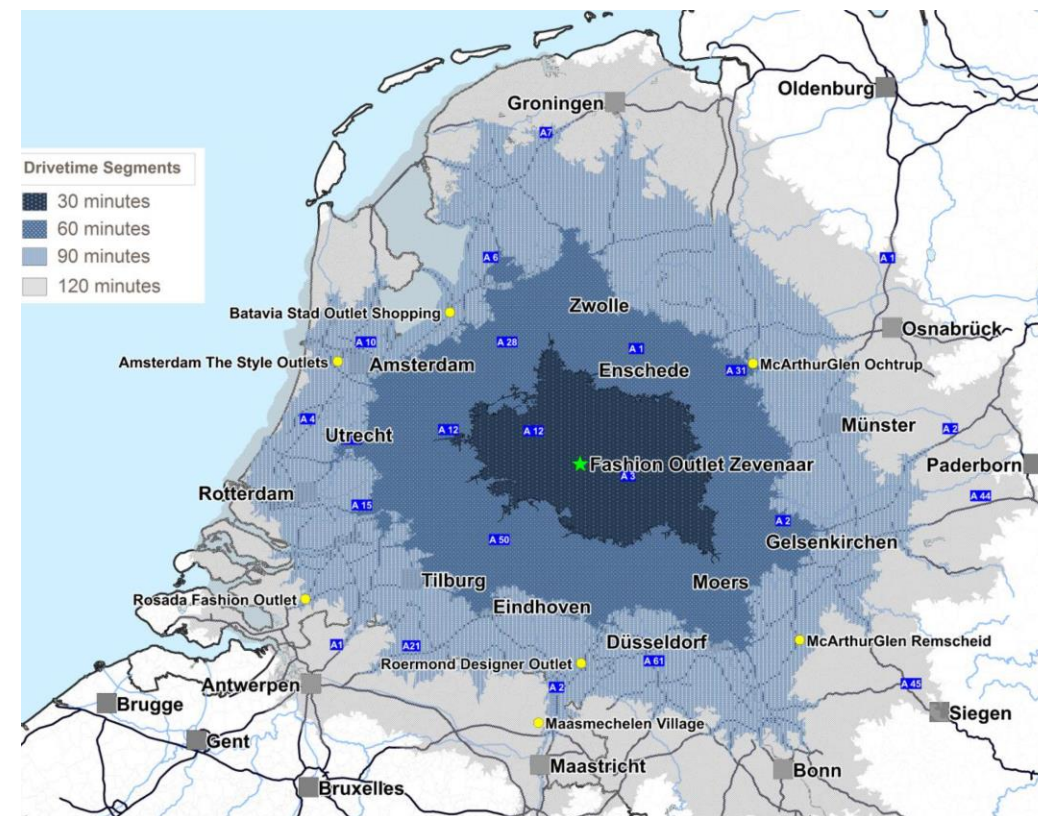 Groningen
Oldenburg
A7
Drivetime Segments
30 minutes
60 minutes
90 minutes
120 minutes
A 6
A 1
Zwolle
Batavia Stad Outlet Shopping
Osnabrück
A 10
A 28
A 1
Amsterdam The Style Outlets
Amsterdam
Enschede
A 31
McArthurGlen Ochtrup
A 4
A 12
A 12
Münster
A 2
Utrecht
Fashion Outlet Zevenaar
Paderborn
A 3
Rotterdam
A 44
A 15
A 2
A 50
Gelsenkirchen
Tilburg
Moers
Rosada Fashion Outlet
Eindhoven
A1
A21
Düsseldorf
McArthurGlen Remscheid
Roermond Designer Outlet
A 61
Antwerpen
A 2
A 45
Brugge
Siegen
Maasmechelen Village
Gent
Maastricht
Bonn
Bruxelles